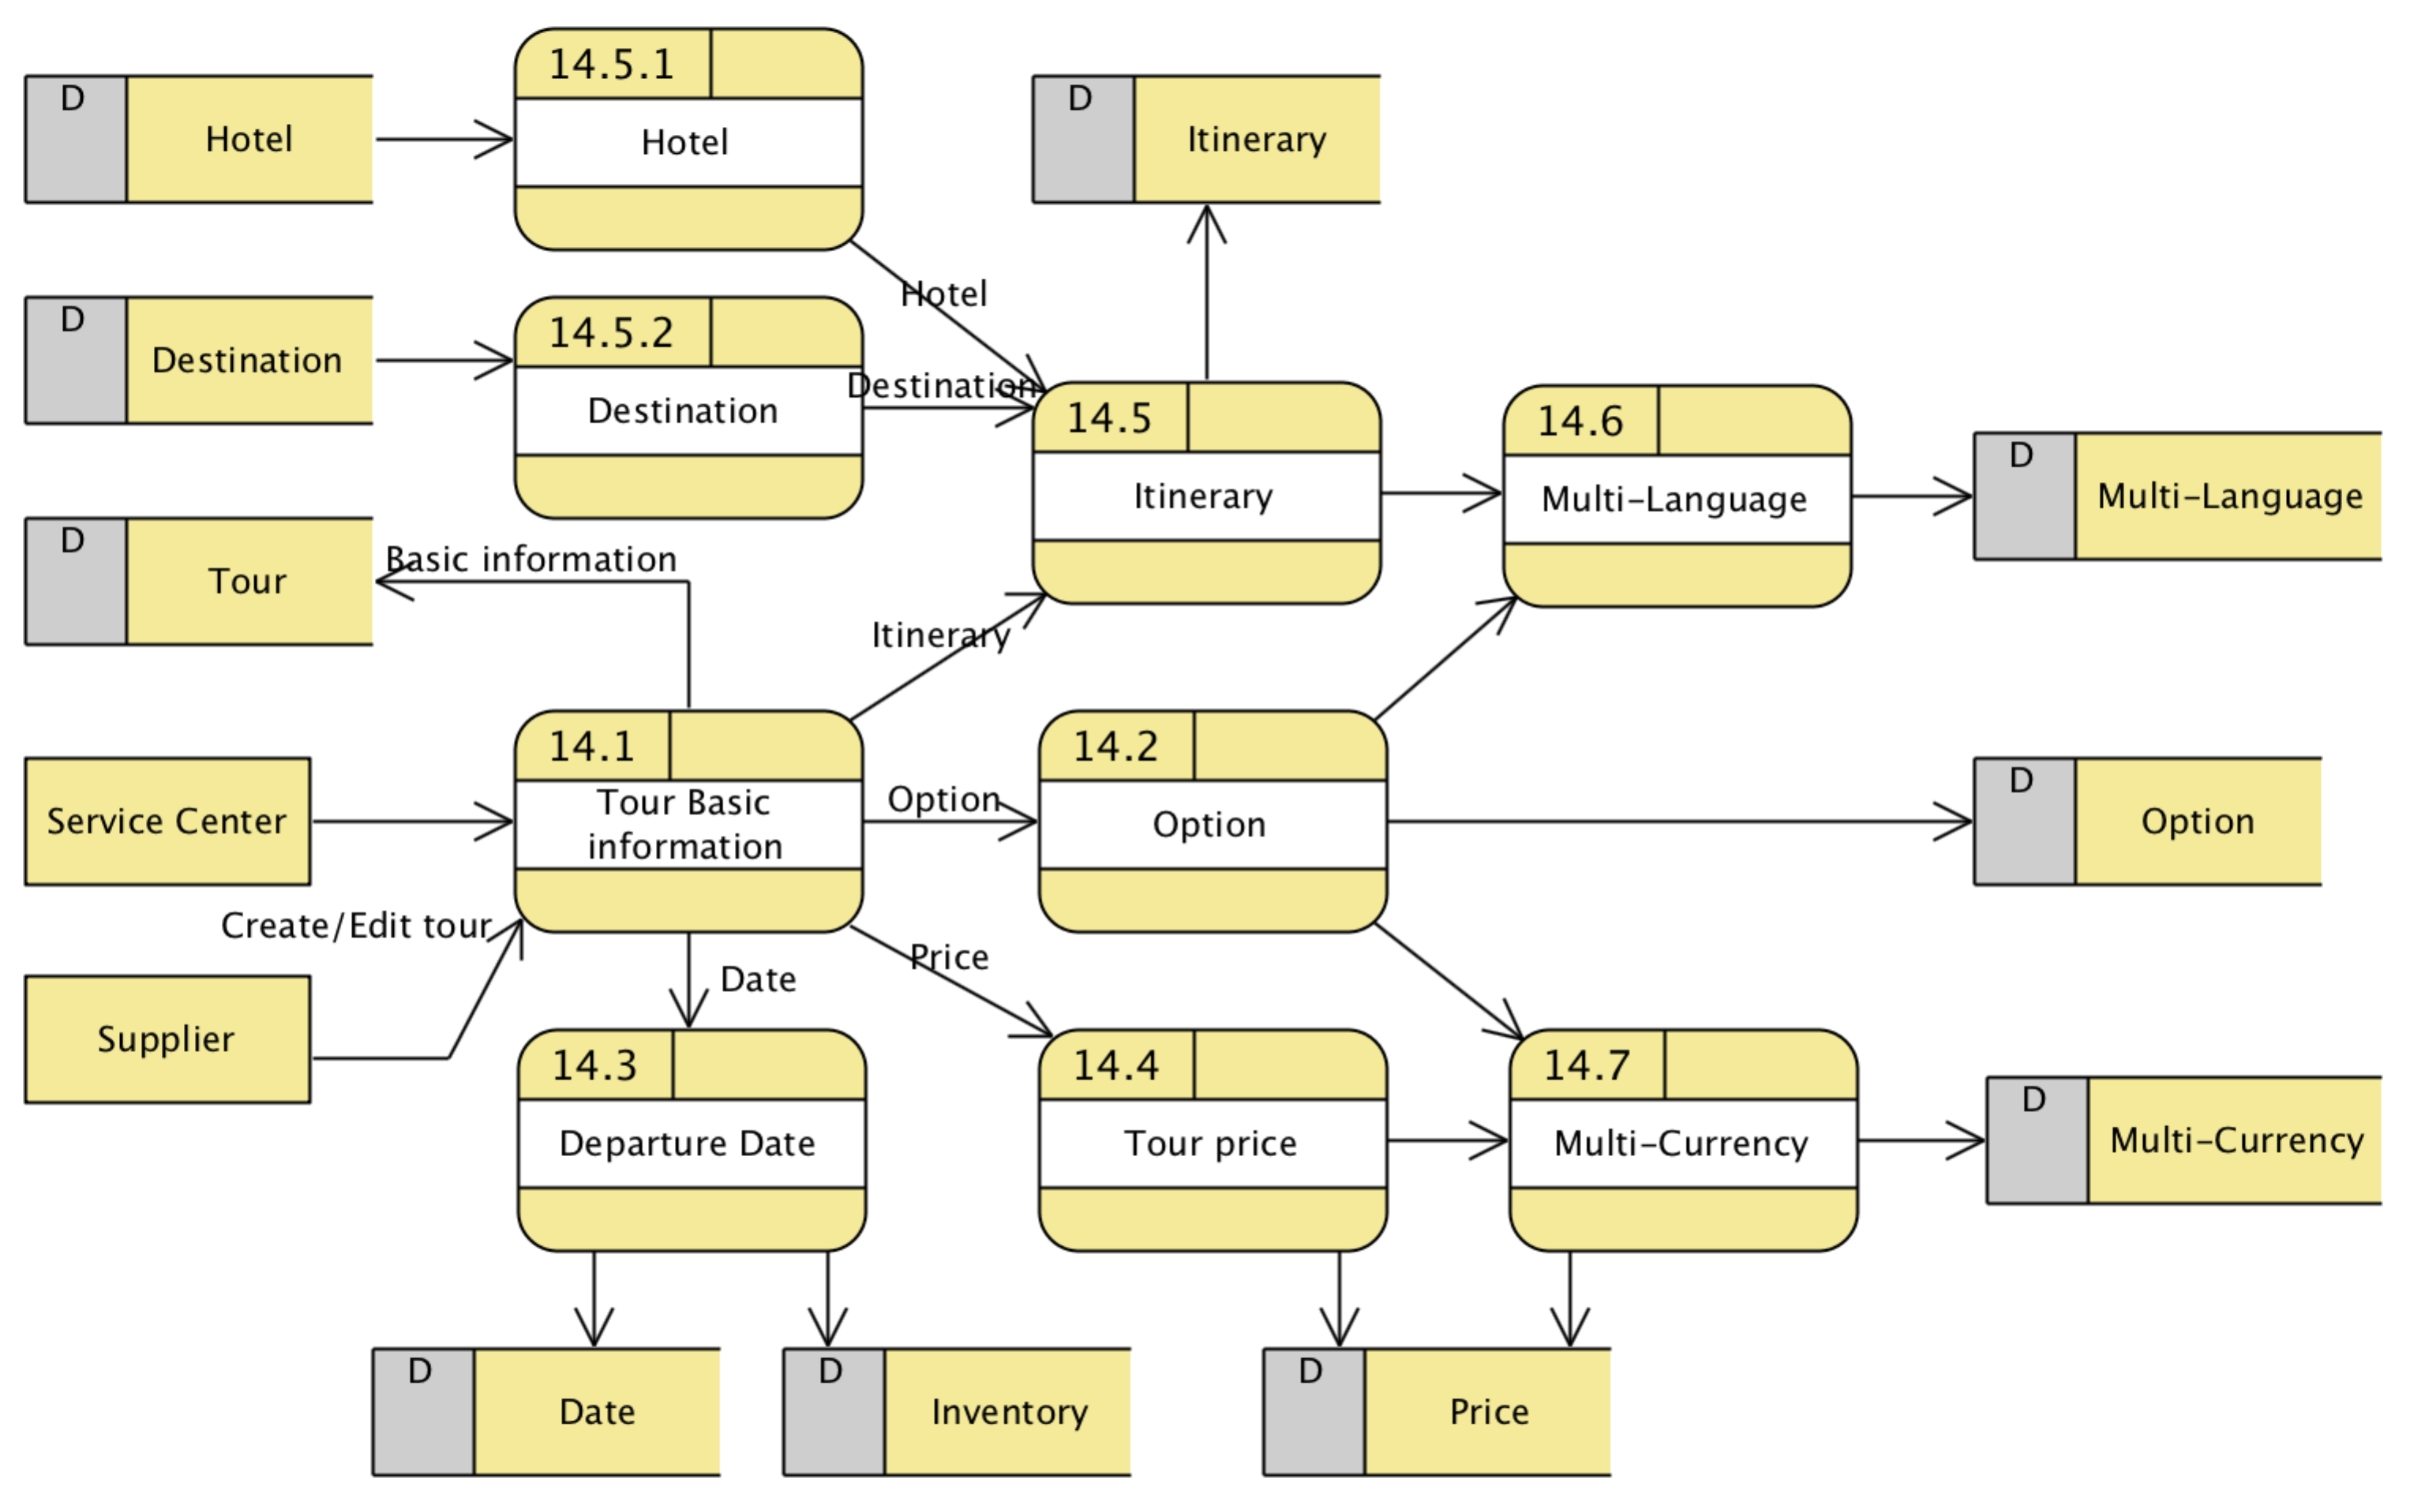 14.5.1
D
Hotel
Hotel
D
Itinerary
Hotel
D
Destination
14.5.2
Destination
Destination
14.5
Itinerary
14.6
Multi-Language
D
Multi-Language
D
Tour
Basic information
Itinerary
14.1
Tour Basic
information
Service Center
Option
14.2
Option
D
Option
Create/Edit tour
Supplier
Date
Price
14.3
Departure Date
14.4
Tour price
14.7
Multi-Currency
D
Multi-Currency
D
Date
D
Inventory
D
Price